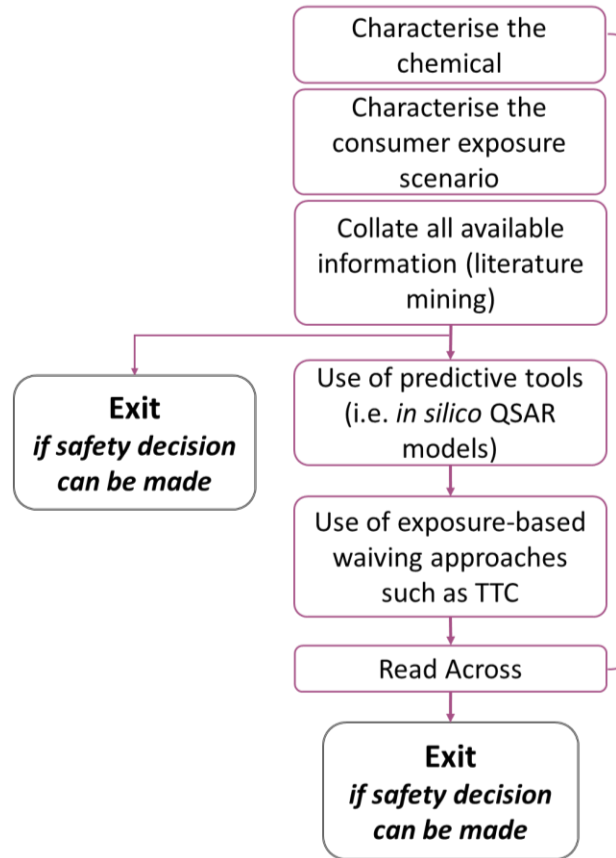 Characterise the
chemical
Characterise the
consumer exposure
scenario
Collate all available
information (literature
mining)
Exit
if safety decision
can be made
Use of predictive tools
(i.e. in silico QSAR
models)
Use of exposure-based
waiving approaches
such as TTC
Read Across
Exit
if safety decision
can be made